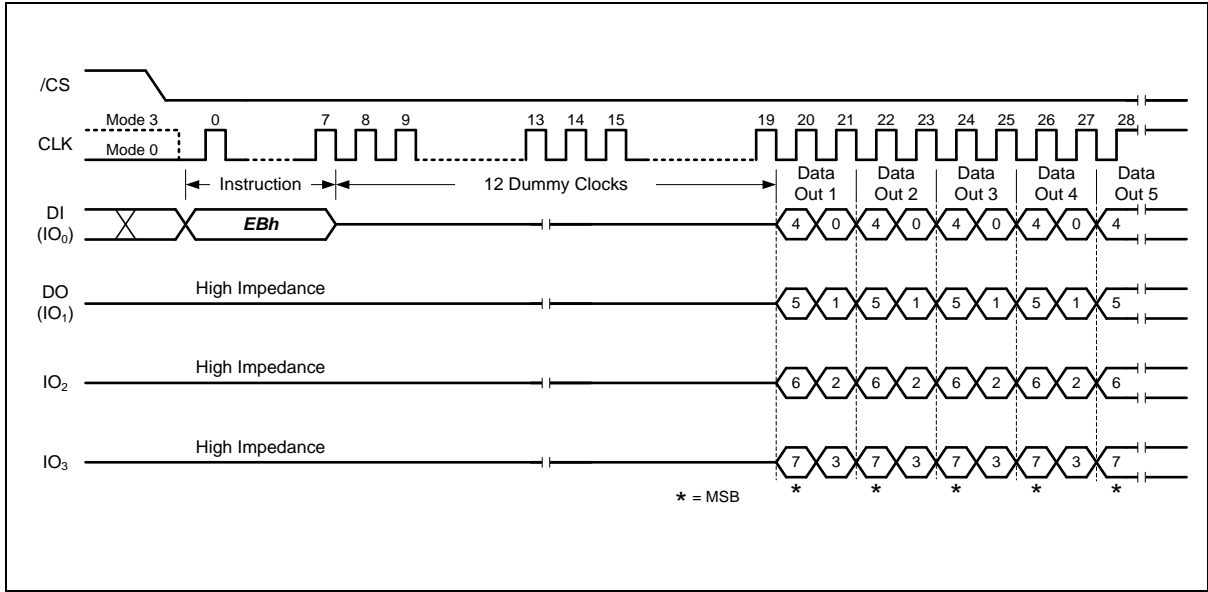 /CS
Mode 3 0 7 8 9 13 14 15 19 20 21 22 23 24 25 26 27 28
CLK
Mode 0
Instruction 12 Dummy Clocks Data Out 1 Data Out 2 Data Out 3 Data Out 4 Data Out 5
DI (IO₀) EBh 4 0 4 0 4 0 4 0 4
High Impedance
DO (IO₁) 5 1 5 1 5 1 5 1 5
High Impedance
IO₂ 6 2 6 2 6 2 6 2 6
High Impedance
IO₃ 7 3 7 3 7 3 7 3 7
* * * * *
* = MSB